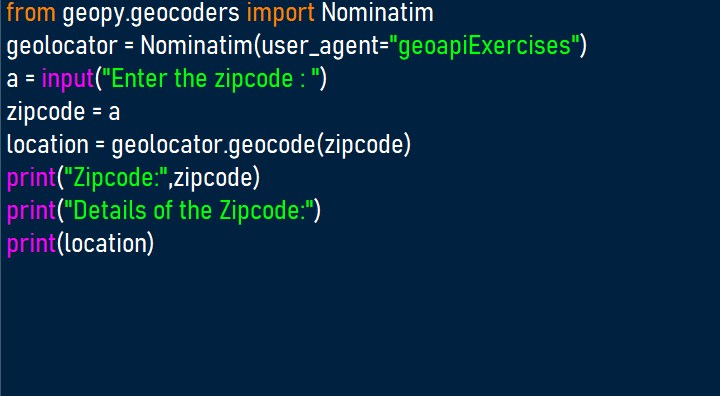 from geopy.geocoders import Nominatim
geolocator = Nominatim(user_agent="geoapiExercises")
a = input("Enter the zipcode : ")
zipcode = a
location = geolocator.geocode(zipcode)
print("Zipcode:",zipcode)
print("Details of the Zipcode:")
print(location)